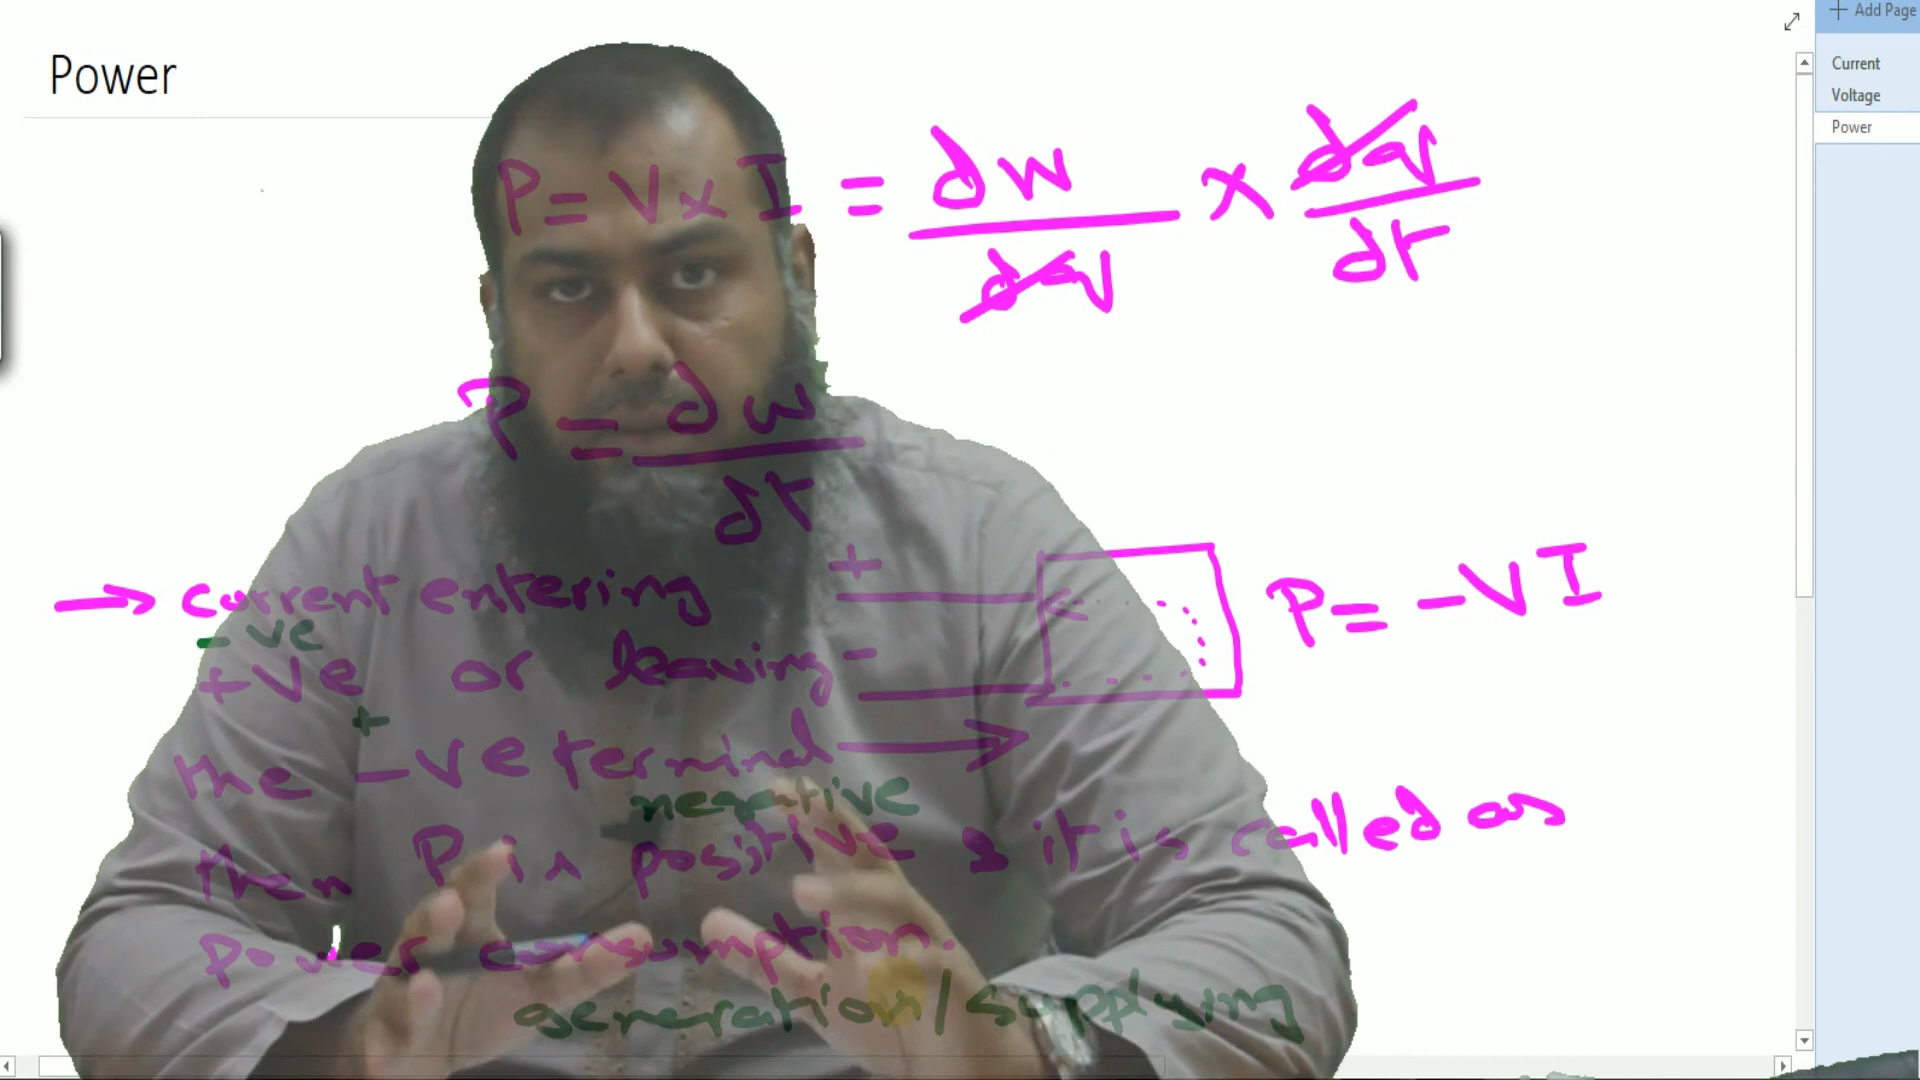 + Add Page
Current
Voltage
Power
Power
P = V x I = dw/dq x dq/dt
P = dw/dt
→ current entering +
- ve
+ve or leaving -
+
the -ve terminal →
P = -VI
negative
then P is positive & it is called as
Power consumption.
generation/supplying